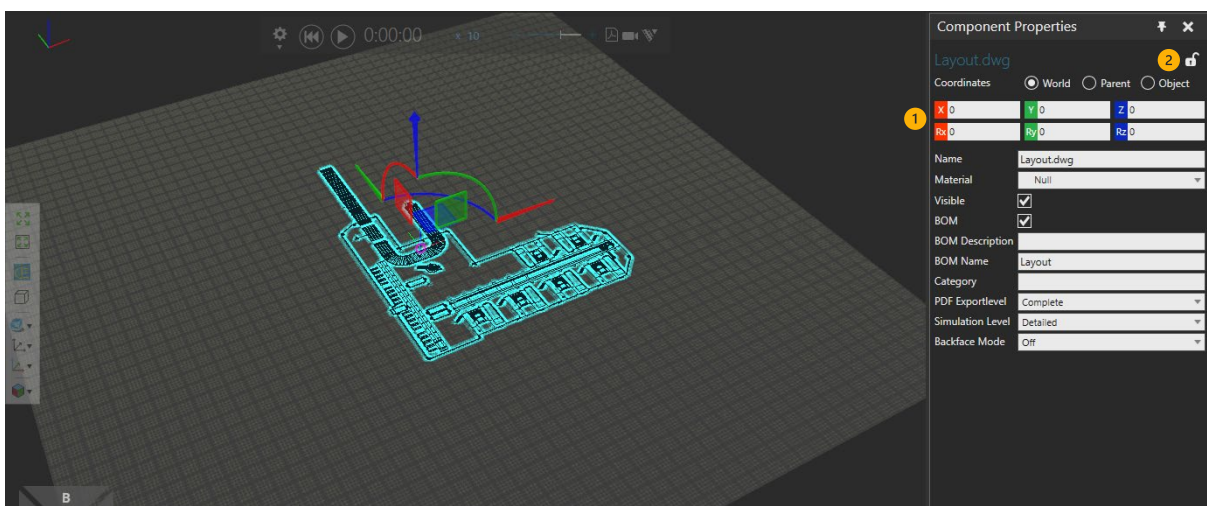 0:00:00 x 10
Component Properties
Layout.dwg 2
Coordinates World Parent Object
1 X 0 Y 0 Z 0
Rx 0 Ry 0 Rz 0
Name Layout.dwg
Material Null
Visible
BOM
BOM Description
BOM Name Layout
Category
PDF Exportlevel Complete
Simulation Level Detailed
Backface Mode Off
B